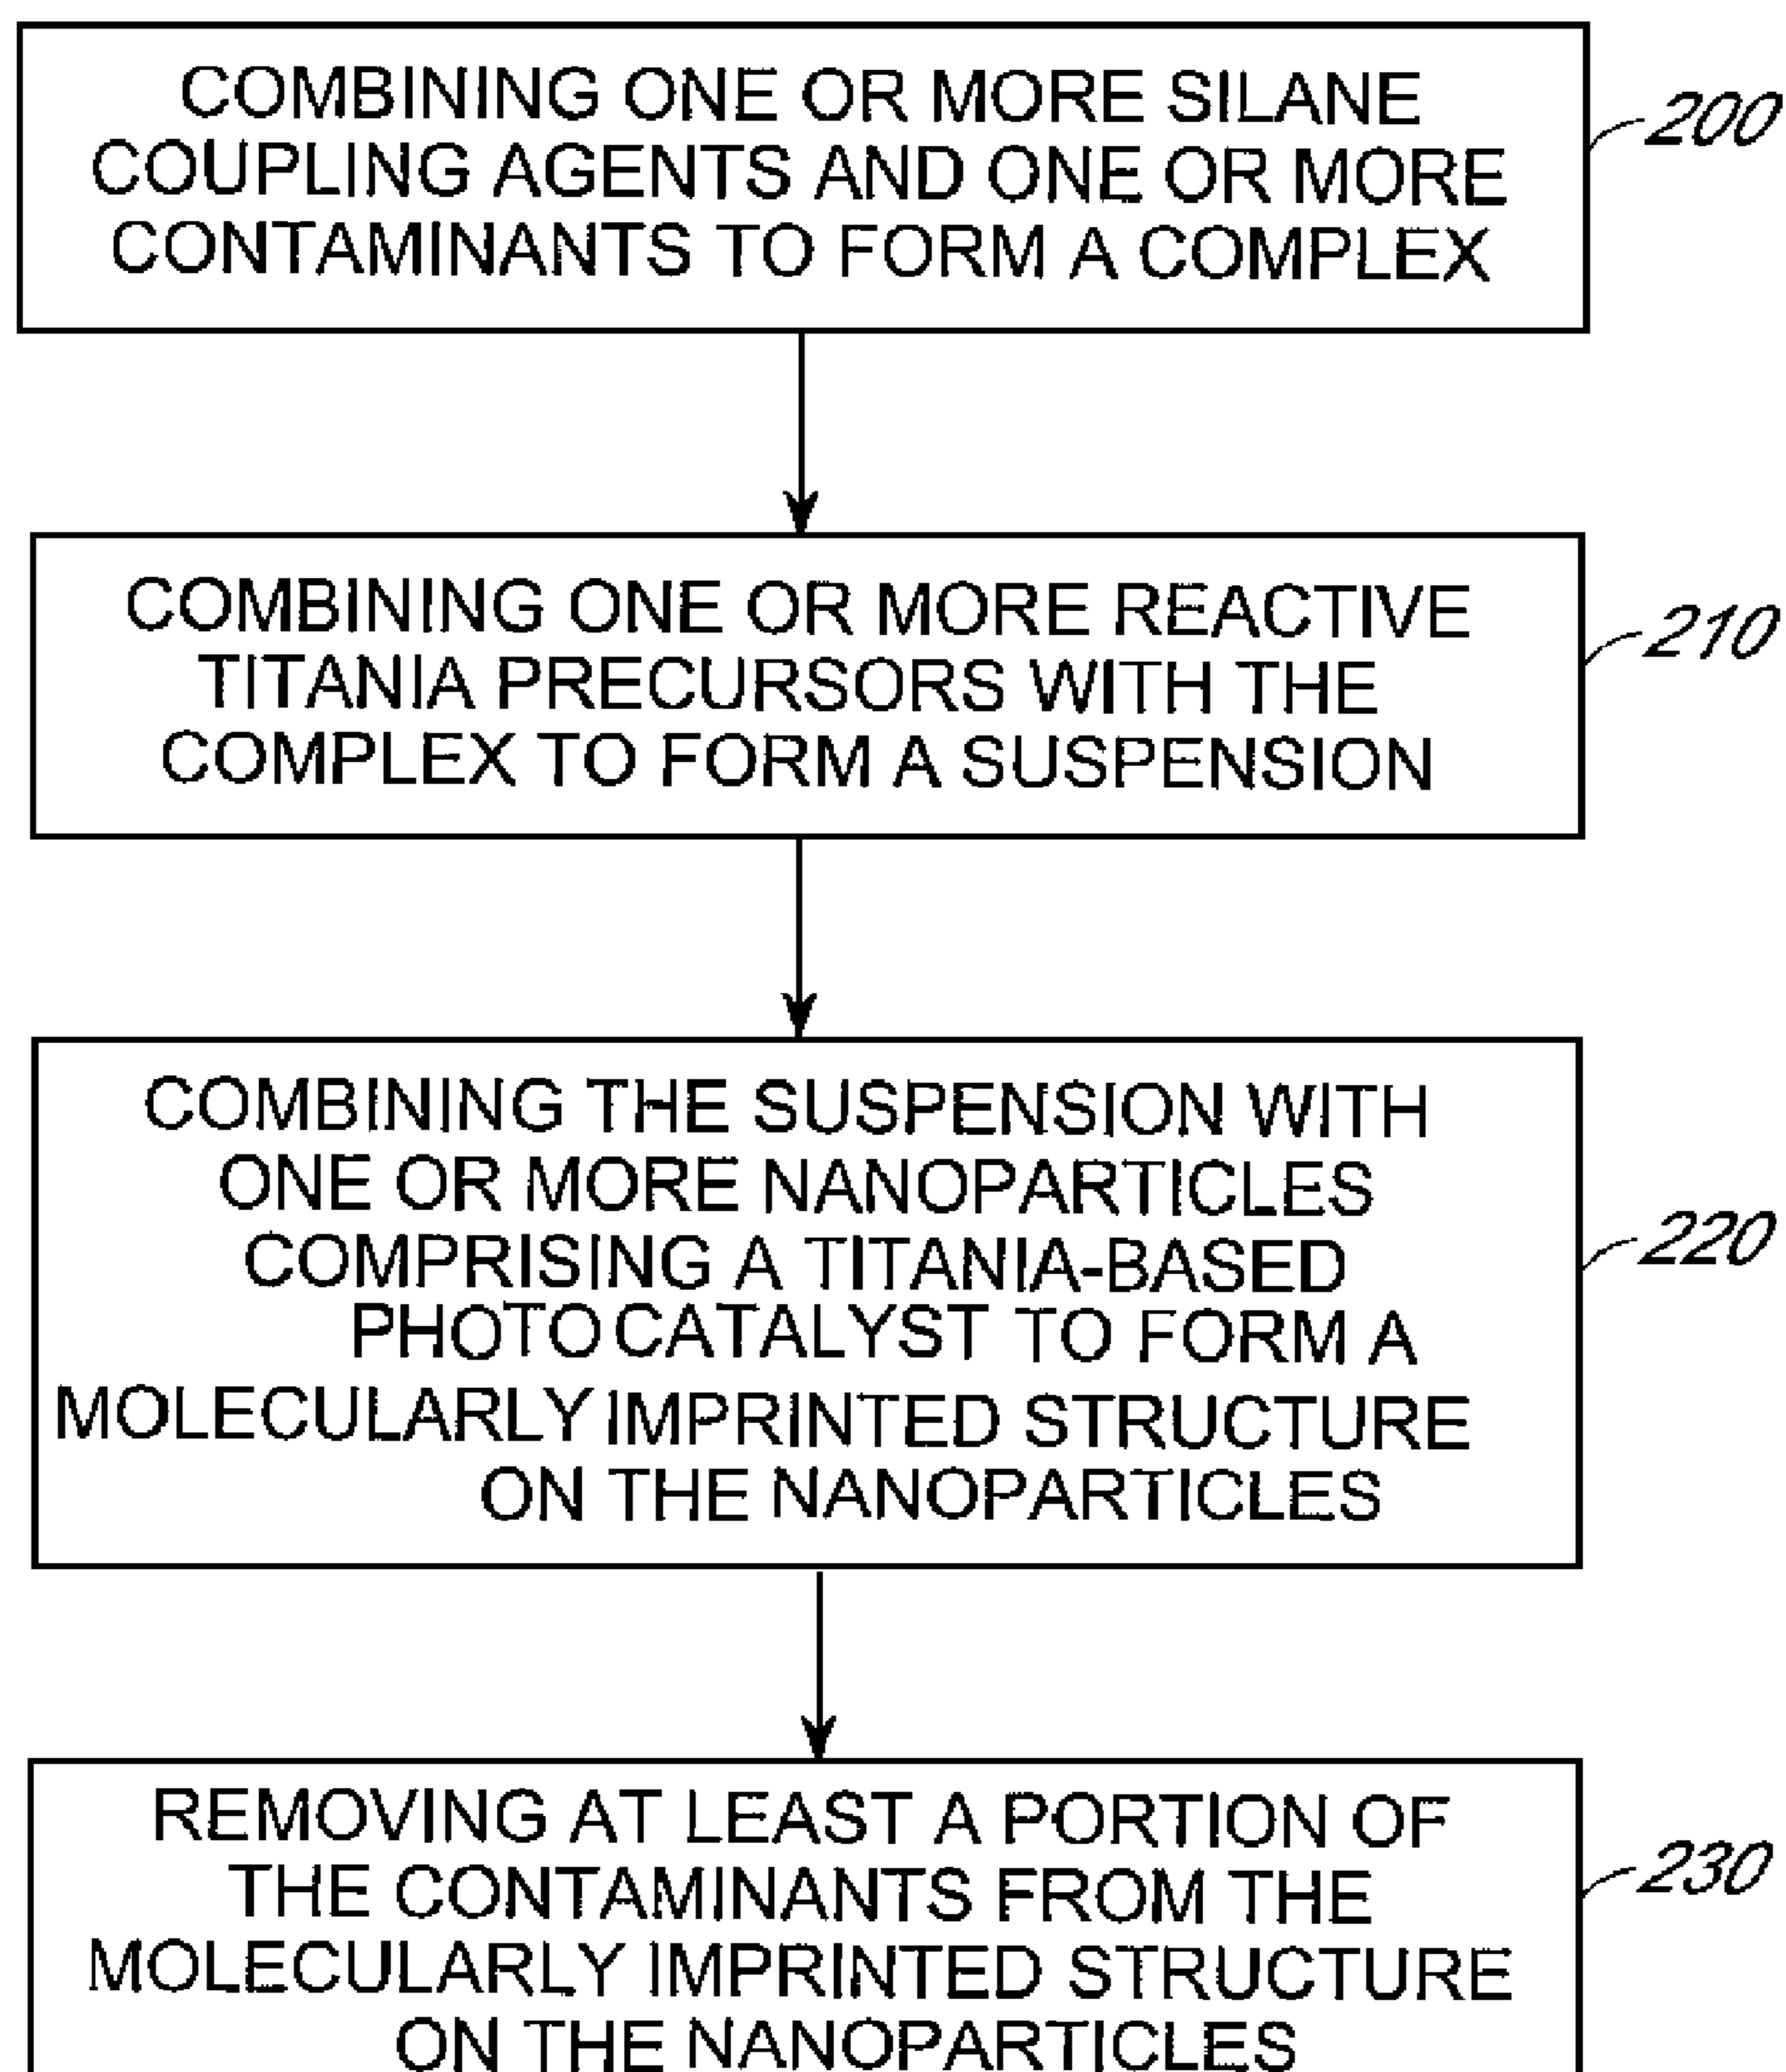 COMBINING ONE OR MORE SILANE
COUPLING AGENTS AND ONE OR MORE
CONTAMINANTS TO FORM A COMPLEX
200
COMBINING ONE OR MORE REACTIVE
TITANIA PRECURSORS WITH THE
COMPLEX TO FORM A SUSPENSION
210
COMBINING THE SUSPENSION WITH
ONE OR MORE NANOPARTICLES
COMPRISING A TITANIA-BASED
PHOTOCATALYST TO FORM A
MOLECULARLY IMPRINTED STRUCTURE
ON THE NANOPARTICLES
220
REMOVING AT LEAST A PORTION OF
THE CONTAMINANTS FROM THE
MOLECULARLY IMPRINTED STRUCTURE
ON THE NANOPARTICLES
230